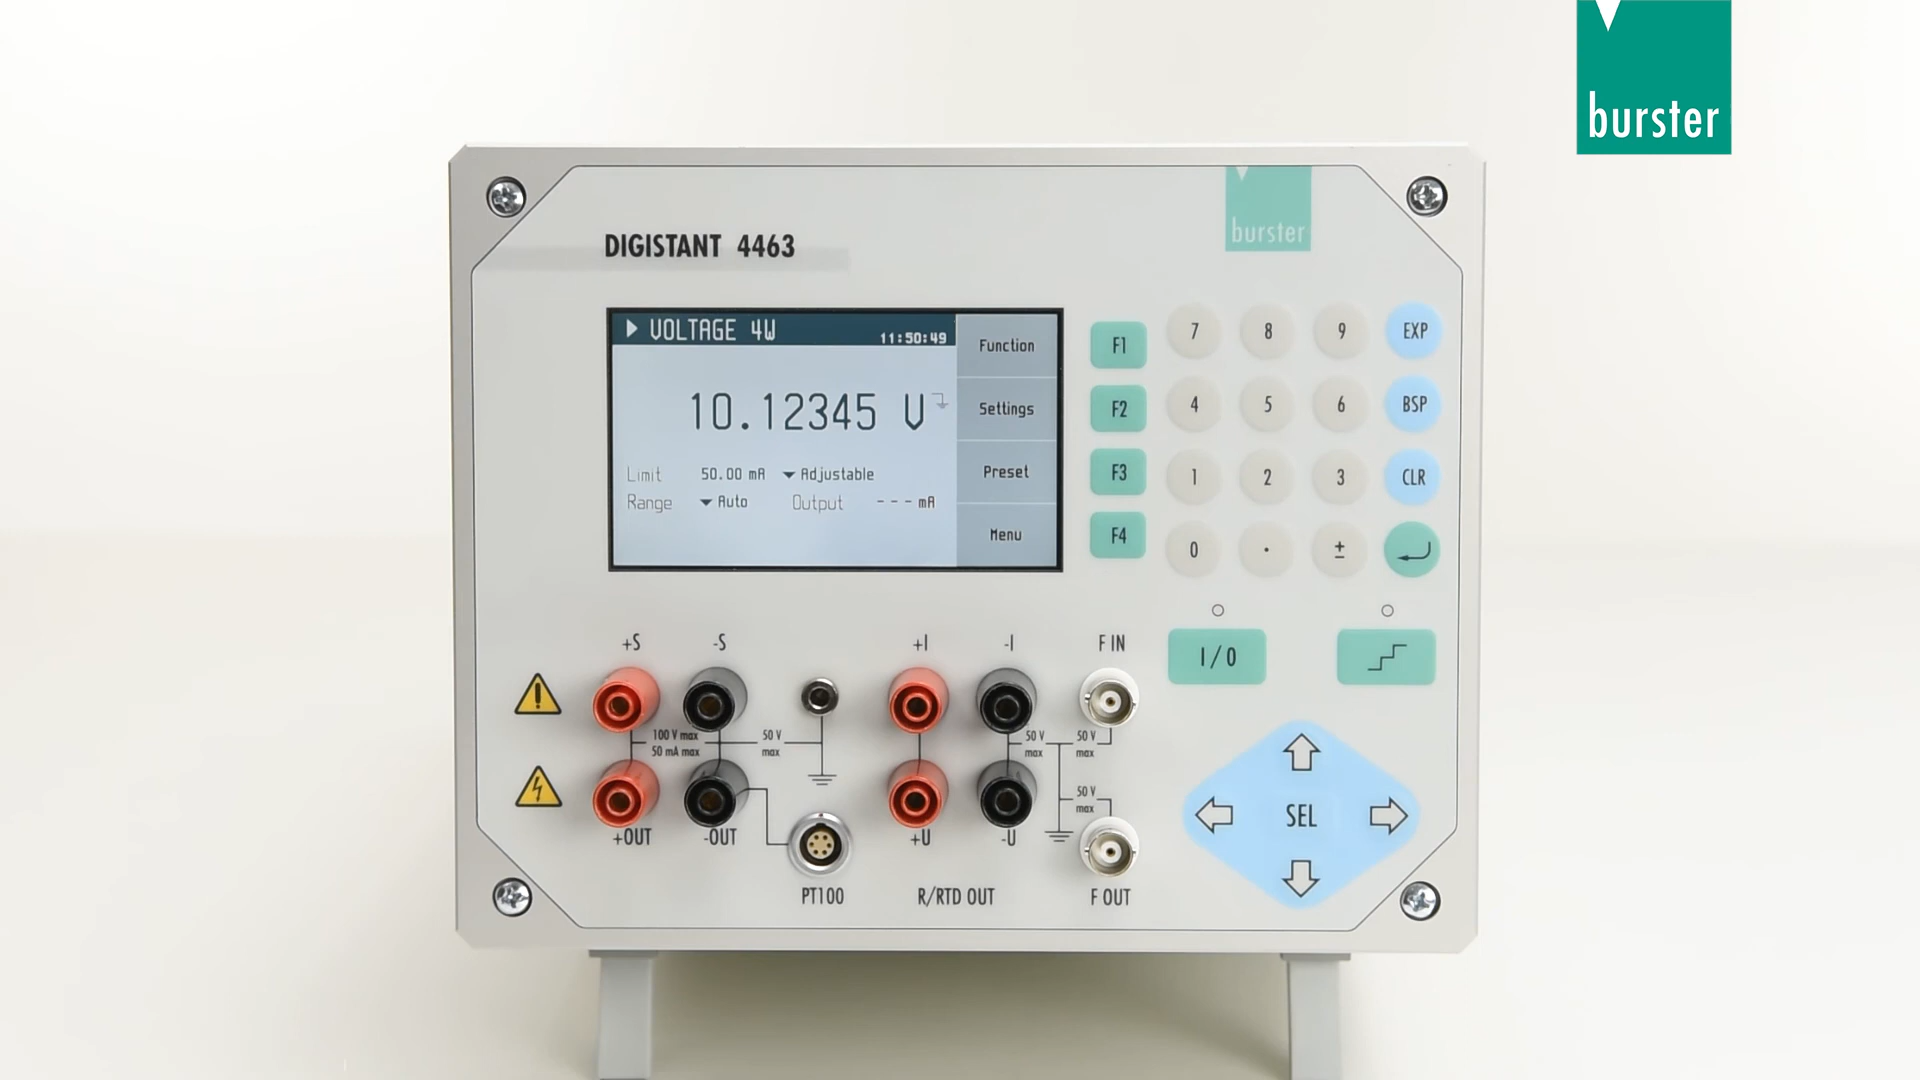 burster
burster
DIGISTANT 4463
VOLTAGE 4W 11:50:49
10.12345 V
Limit 50.00 mA Adjustable
Range Auto Output --- mA
Function
Settings
Preset
Menu
F1
F2
F3
F4
7 8 9 EXP
4 5 6 BSP
1 2 3 CLR
0 . ±
I/O
+S -S +I -I F IN
100 V max
50 mA max
50 V
max
50 V
max
50 V
max
50 V
max
+OUT -OUT +U -U
PT100 R/RTD OUT F OUT
SEL